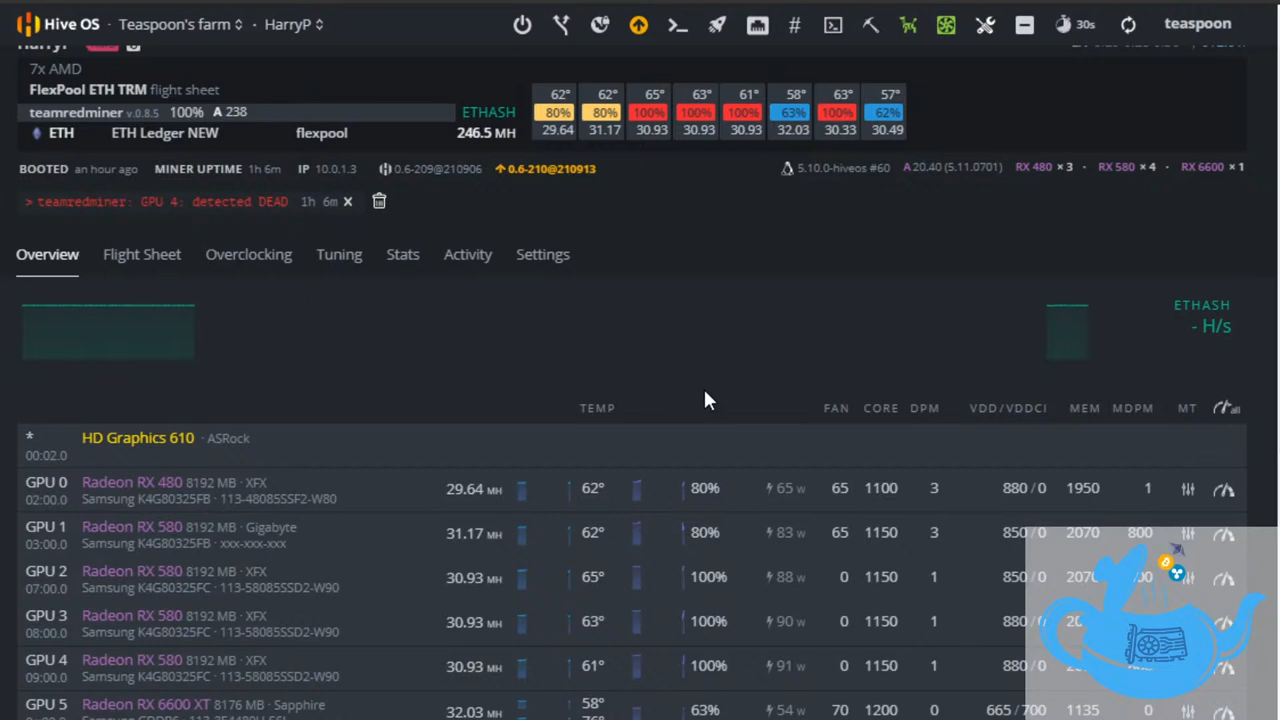 Hive OS Teaspoon's farm HarryP 30s teaspoon
7x AMD
FlexPool ETH TRM flight sheet
teamredminer v.0.8.5 100% A 238 ETHASH
ETH ETH Ledger NEW flexpool 246.5 MH
62° 62° 65° 63° 61° 58° 63° 57°
80% 80% 100% 100% 100% 63% 100% 62%
29.64 31.17 30.93 30.93 30.93 32.03 30.33 30.49
BOOTED an hour ago MINER UPTIME 1h 6m IP 10.0.1.3 0.6-209@210906 0.6-210@210913 5.10.0-hiveos #60 A 20.40 (5.11.0701) RX 480 × 3 · RX 580 × 4 · RX 6600 × 1
> teamredminer: GPU 4: detected DEAD 1h 6m
Overview Flight Sheet Overclocking Tuning Stats Activity Settings
ETHASH
- H/s
TEMP FAN CORE DPM VDD/VDDCI MEM MDPM MT all
* HD Graphics 610 · ASRock
00:02.0
GPU 0 Radeon RX 480 8192 MB · XFX
02:00.0 Samsung K4G80325FB · 113-48085SSF2-W80
29.64 MH 62° 80% 65 w 65 1100 3 880/0 1950 1
GPU 1 Radeon RX 580 8192 MB · Gigabyte
03:00.0 Samsung K4G80325FB · xxx-xxx-xxx
31.17 MH 62° 80% 83 w 65 1150 3 850/0 2070 800
GPU 2 Radeon RX 580 8192 MB · XFX
07:00.0 Samsung K4G80325FC · 113-58085SSD2-W90
30.93 MH 65° 100% 88 w 0 1150 1 850/0
GPU 3 Radeon RX 580 8192 MB · XFX
08:00.0 Samsung K4G80325FC · 113-58085SSD2-W90
30.93 MH 63° 100% 90 w 0 1150 1 850/0
GPU 4 Radeon RX 580 8192 MB · XFX
09:00.0 Samsung K4G80325FC · 113-58085SSD2-W90
30.93 MH 61° 100% 91 w 0 1150 1 880/0
GPU 5 Radeon RX 6600 XT 8176 MB · Sapphire
32.03 MH 58° 63% 54 w 70 1200 0 665/700 1135 0